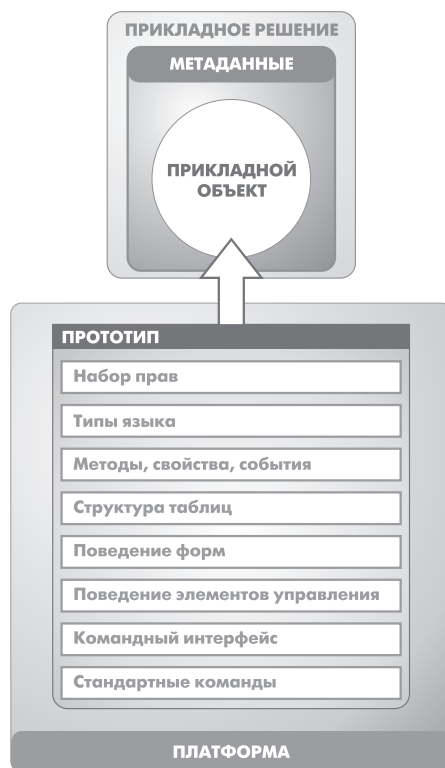 ПРИКЛАДНОЕ РЕШЕНИЕ
МЕТАДАННЫЕ
ПРИКЛАДНОЙ
ОБЪЕКТ
ПРОТОТИП
Набор прав
Типы языка
Методы, свойства, события
Структура таблиц
Поведение форм
Поведение элементов управления
Командный интерфейс
Стандартные команды
ПЛАТФОРМА